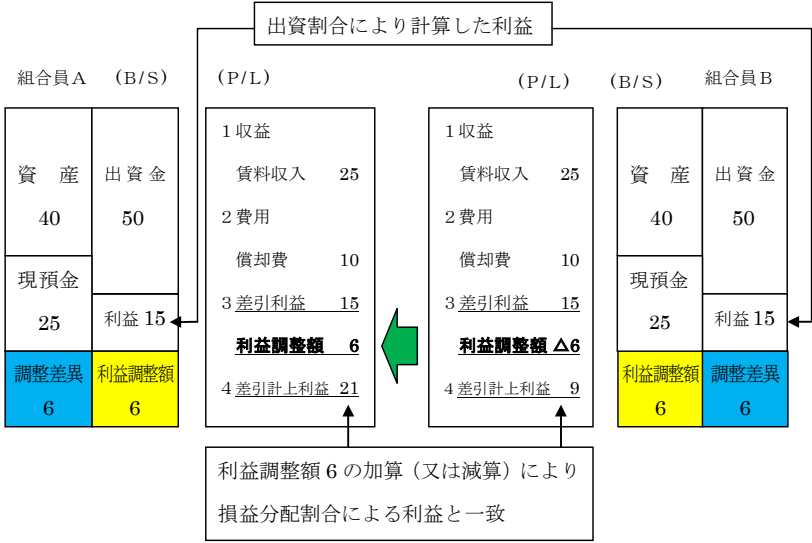 出資割合により計算した利益
組合員A (B/S) (P/L) (P/L) (B/S) 組合員B
資 産
40
現預金
25
調整差異
6
出資金
50
利益 15
利益調整額
6
1収益
賃料収入 25
2費用
償却費 10
3差引利益 15
利益調整額 6
4差引計上利益 21
1収益
賃料収入 25
2費用
償却費 10
3差引利益 15
利益調整額 △6
4差引計上利益 9
資 産
40
現預金
25
利益調整額
6
出資金
50
利益 15
調整差異
6
利益調整額 6 の加算(又は減算)により
損益分配割合による利益と一致